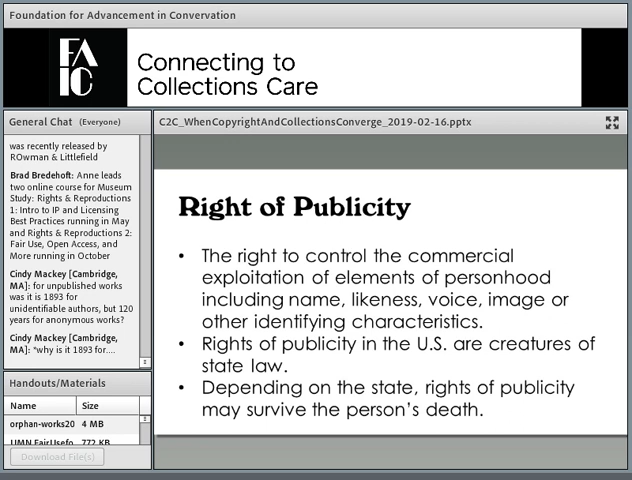 Foundation for Advancement in Convervation
FA
IC
Connecting to
Collections Care
General Chat (Everyone)
was recently released by
ROwman & Littlefield
Brad Bredehoft: Anne leads
two online course for Museum
Study: Rights & Reproductions
1: Intro to IP and Licensing
Best Practices running in May
and Rights & Reproductions 2:
Fair Use, Open Access, and
More running in October
Cindy Mackey [Cambridge,
MA]: for unpublished works
was it is 1893 for
unidentifiable authors, but 120
years for anonymous works?
Cindy Mackey [Cambridge,
MA]: *why is it 1893 for....
Handouts/Materials
Name Size
orphan-works20 4 MB
UMN FairUsefo 772 KB
Download File(s)
C2C_WhenCopyrightAndCollectionsConverge_2019-02-16.pptx
Right of Publicity
• The right to control the commercial
exploitation of elements of personhood
including name, likeness, voice, image or
other identifying characteristics.
• Rights of publicity in the U.S. are creatures of
state law.
• Depending on the state, rights of publicity
may survive the person's death.